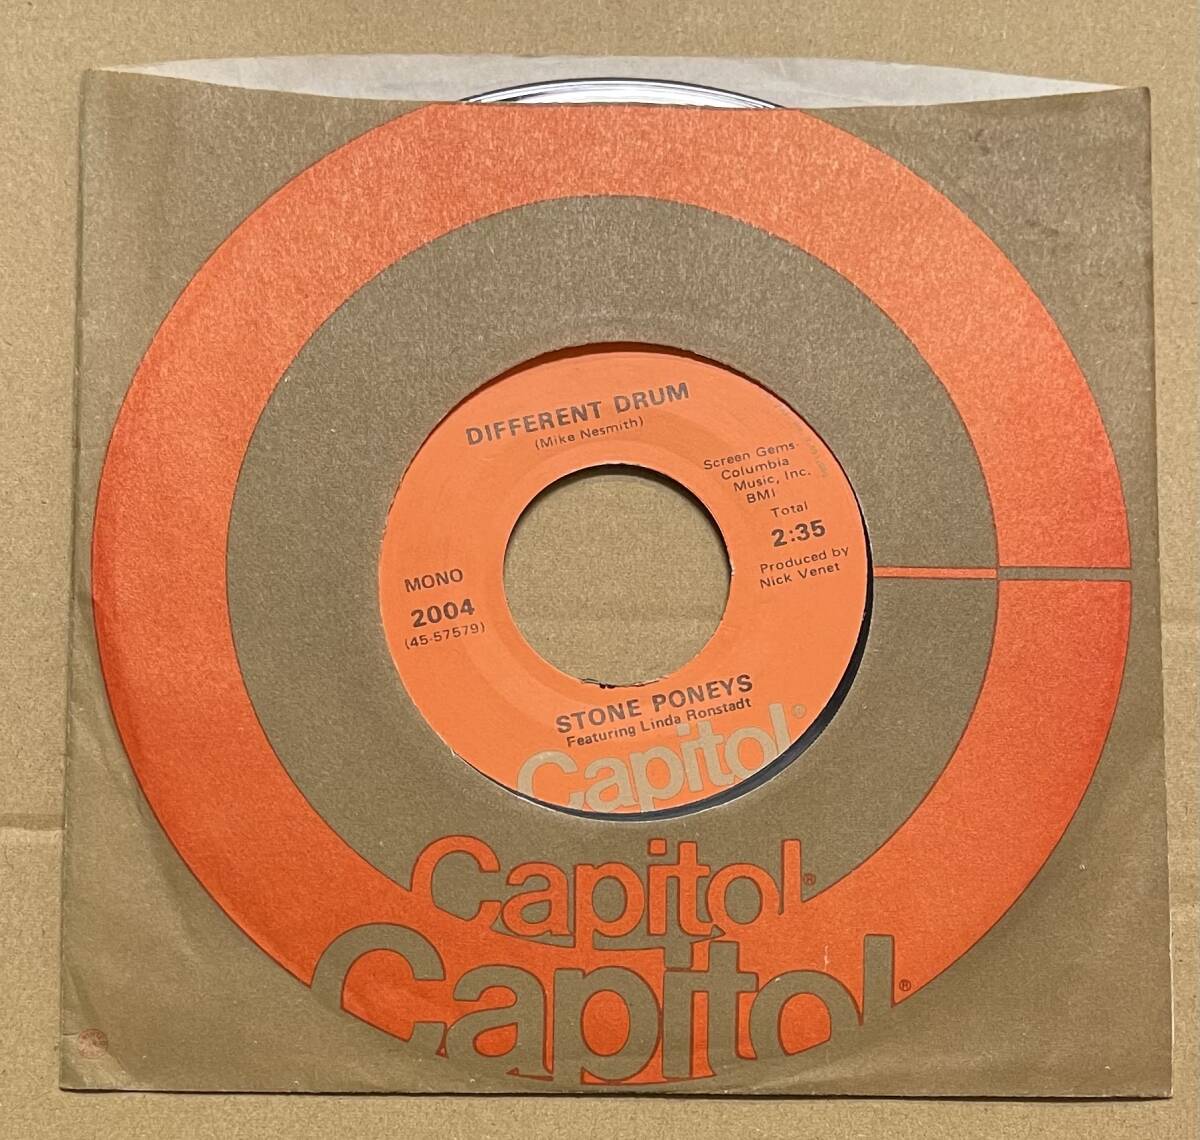 DIFFERENT DRUM
(Mike Nesmith)
Screen Gems-
Columbia
Music, Inc.
BMI
Total
2:35
Produced by
Nick Venet
MONO
2004
(45-57579)
STONE PONEYS
Featuring Linda Ronstadt
Capitol®
Capitol®
Capitol®